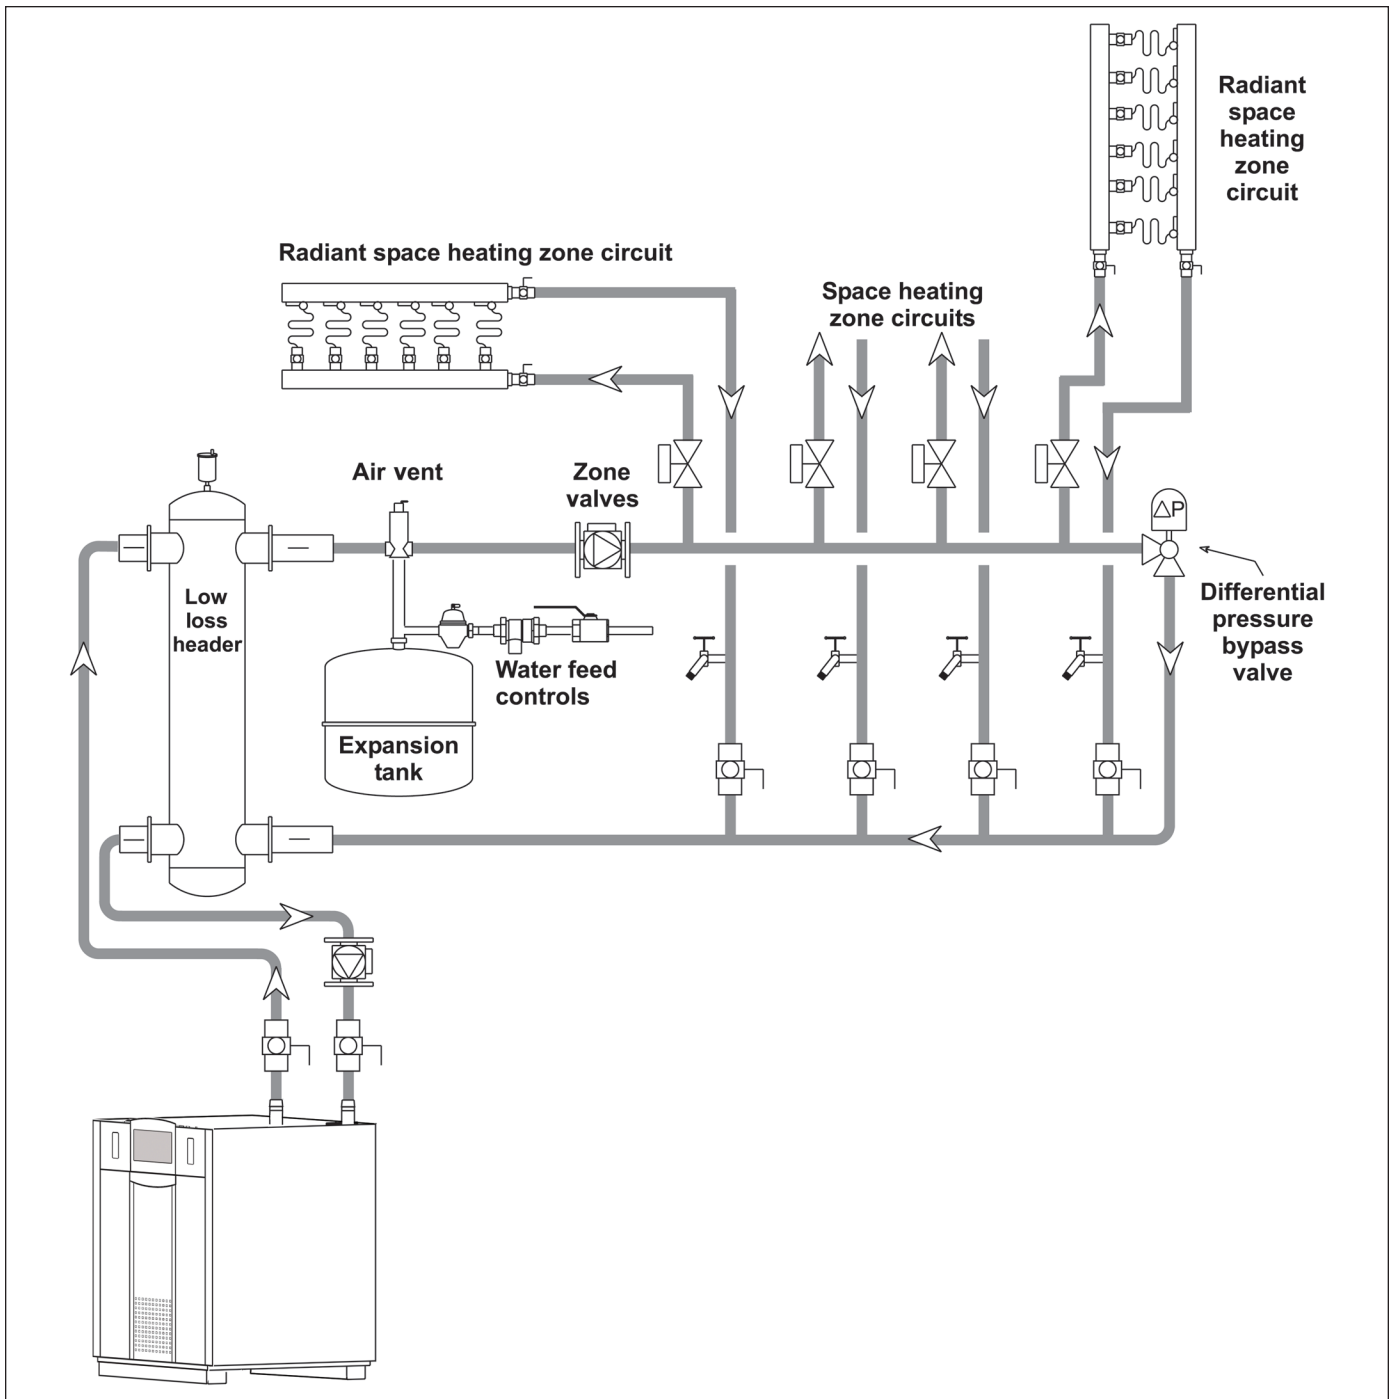 Radiant
space
heating
zone
circuit
Radiant space heating zone circuit
Space heating
zone circuits
Air vent
Zone
valves
ΔP
Low
loss
header
Differential
pressure
bypass
valve
Water feed
controls
Expansion
tank